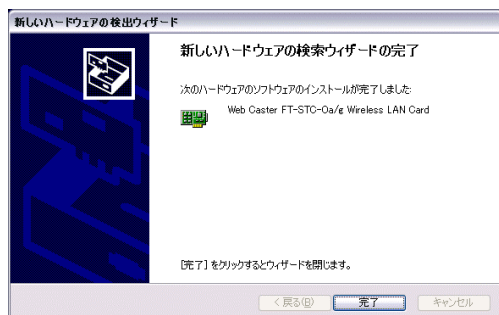 新しいハードウェアの検出ウィザード
新しいハードウェアの検索ウィザードの完了
次のハードウェアのソフトウェアのインストールが完了しました:
Web Caster FT-STC-Oa/g Wireless LAN Card
[完了] をクリックするとウィザードを閉じます。
< 戻る(B) 完了 キャンセル